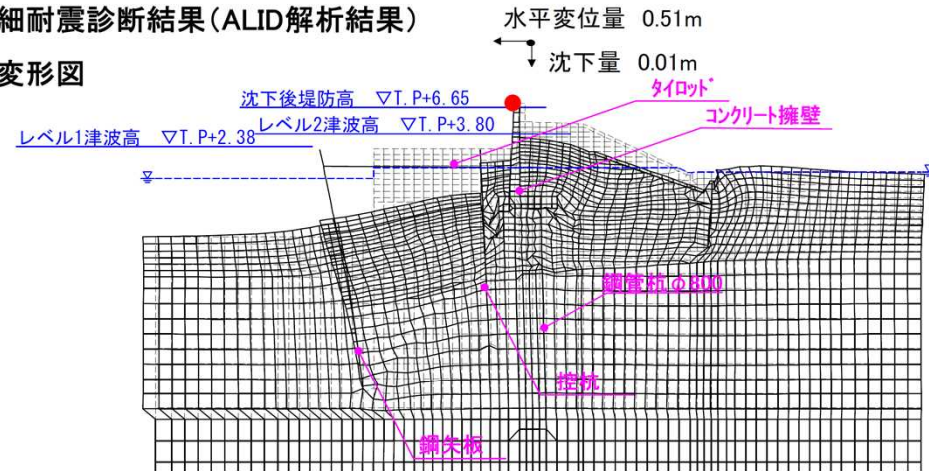 細耐震診断結果(ALID解析結果)
変形図
水平変位量 0.51m
沈下量 0.01m
沈下後堤防高 ▽T.P+6.65
レベル2津波高 ▽T.P+3.80
レベル1津波高 ▽T.P+2.38
タイロッド
コンクリート擁壁
鋼管杭φ800
控杭
鋼矢板